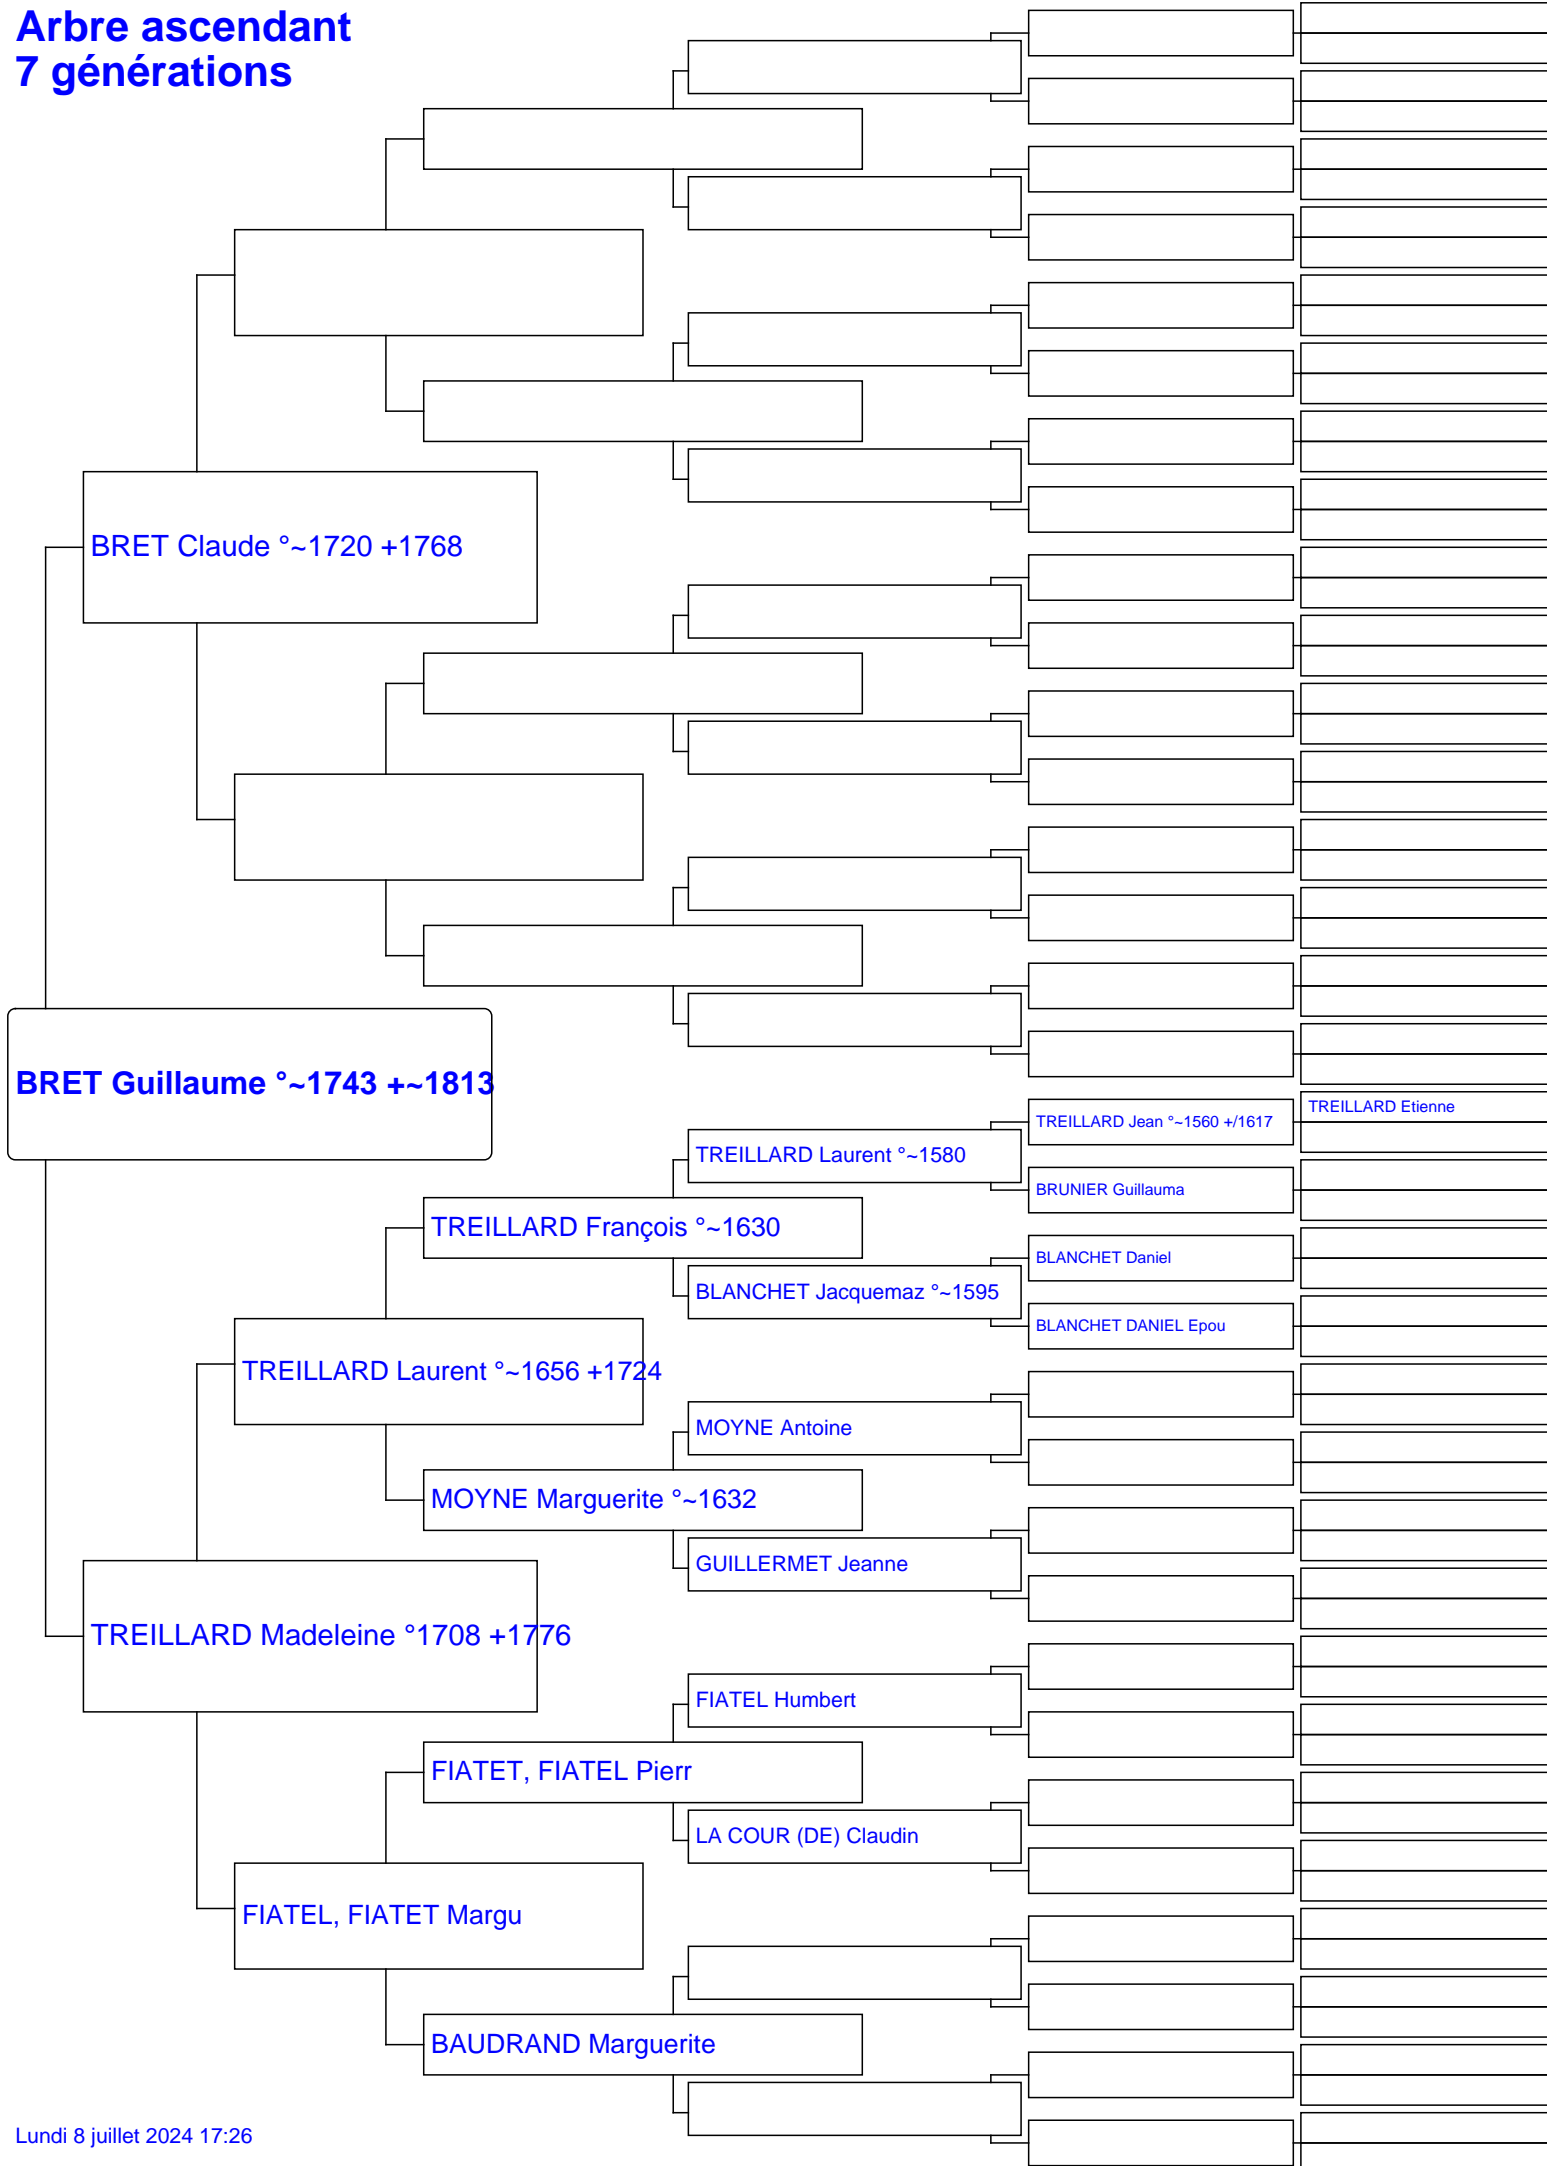 Arbre ascendant
7 générations
BRET Claude °~1720 +1768
BRET Guillaume °~1743 +~1813
TREILLARD Etienne
TREILLARD Jean °~1560 +/1617
TREILLARD Laurent °~1580
BRUNIER Guillauma
TREILLARD François °~1630
BLANCHET Daniel
BLANCHET Jacquemaz °~1595
BLANCHET DANIEL Epou
TREILLARD Laurent °~1656 +1724
MOYNE Antoine
MOYNE Marguerite °~1632
GUILLERMET Jeanne
TREILLARD Madeleine °1708 +1776
FIATEL Humbert
FIATET, FIATEL Pierr
LA COUR (DE) Claudin
FIATEL, FIATET Margu
BAUDRAND Marguerite
Lundi 8 juillet 2024 17:26